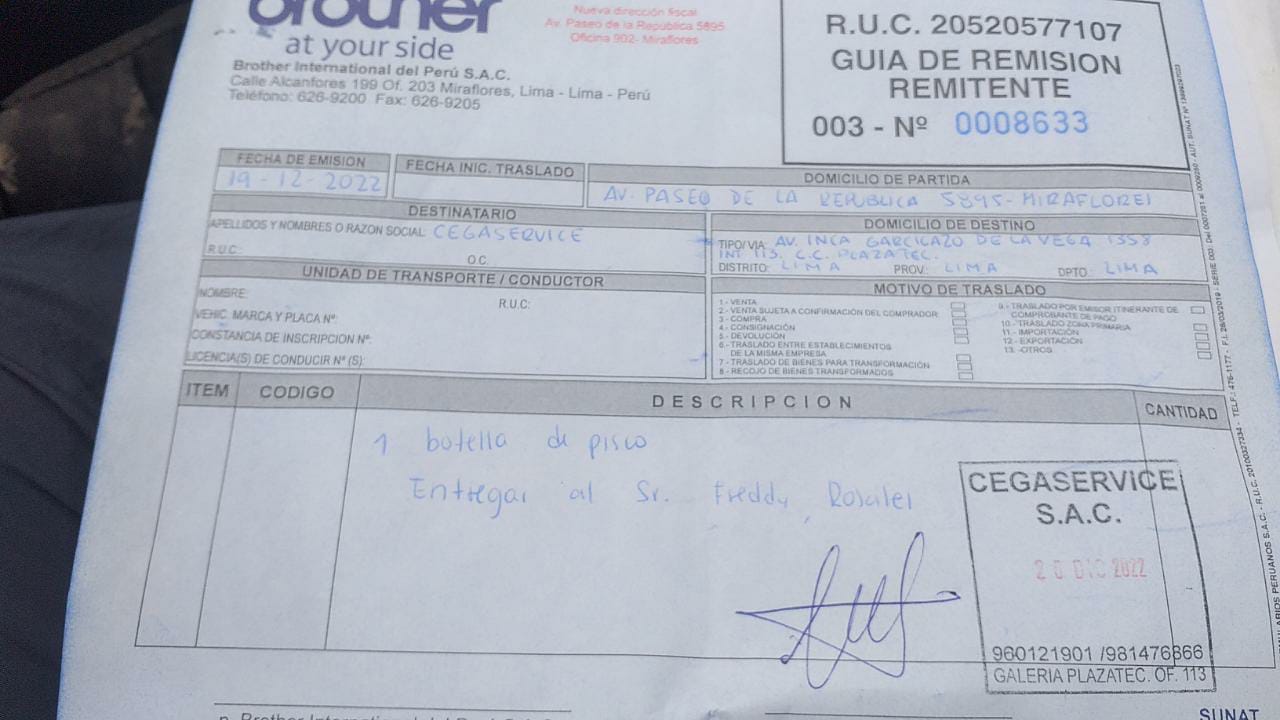 brother
at your side
Brother International del Perú S.A.C.
Calle Alcanfores 199 Of. 203 Miraflores, Lima - Lima - Perú
Teléfono: 626-9200 Fax: 626-9205
Nueva dirección fiscal
Av. Paseo de la República 5895
Oficina 902- Miraflores
R.U.C. 20520577107
GUIA DE REMISION
REMITENTE
003 - Nº 0008633
FECHA DE EMISION
19-12-2022
FECHA INIC. TRASLADO
DOMICILIO DE PARTIDA
AV. PASEO DE LA REPUBLICA 5895-MIRAFLORES
DESTINATARIO
APELLIDOS Y NOMBRES O RAZON SOCIAL: CEGASERVICE
R.U.C.: O.C.
DOMICILIO DE DESTINO
TIPO/VIA: AV. INCA GARCICAZO DE LA VEGA 1358
INT 113. C.C. PLAZATEC.
DISTRITO: LIMA PROV.: LIMA DPTO: LIMA
UNIDAD DE TRANSPORTE / CONDUCTOR
NOMBRE: R.U.C:
VEHIC. MARCA Y PLACA Nº:
CONSTANCIA DE INSCRIPCION Nº:
LICENCIA(S) DE CONDUCIR Nº (S):
MOTIVO DE TRASLADO
1.- VENTA
2.- VENTA SUJETA A CONFIRMACIÓN DEL COMPRADOR
3.- COMPRA
4.- CONSIGNACIÓN
5.- DEVOLUCIÓN
6.- TRASLADO ENTRE ESTABLECIMIENTOS
DE LA MISMA EMPRESA
7.- TRASLADO DE BIENES PARA TRANSFORMACIÓN
8.- RECOJO DE BIENES TRANSFORMADOS
9.- TRASLADO POR EMISOR ITINERANTE DE
COMPROBANTE DE PAGO
10.- TRASLADO ZONA PRIMARIA
11.- IMPORTACIÓN
12.- EXPORTACIÓN
13.- OTROS
ITEM CODIGO DESCRIPCION CANTIDAD
1 botella de pisco
Entregar al Sr. Freddy Rosales
CEGASERVICE
S.A.C.
20 DIC 2022
960121901 /981476866
GALERIA PLAZATEC. OF. 113
SUNAT